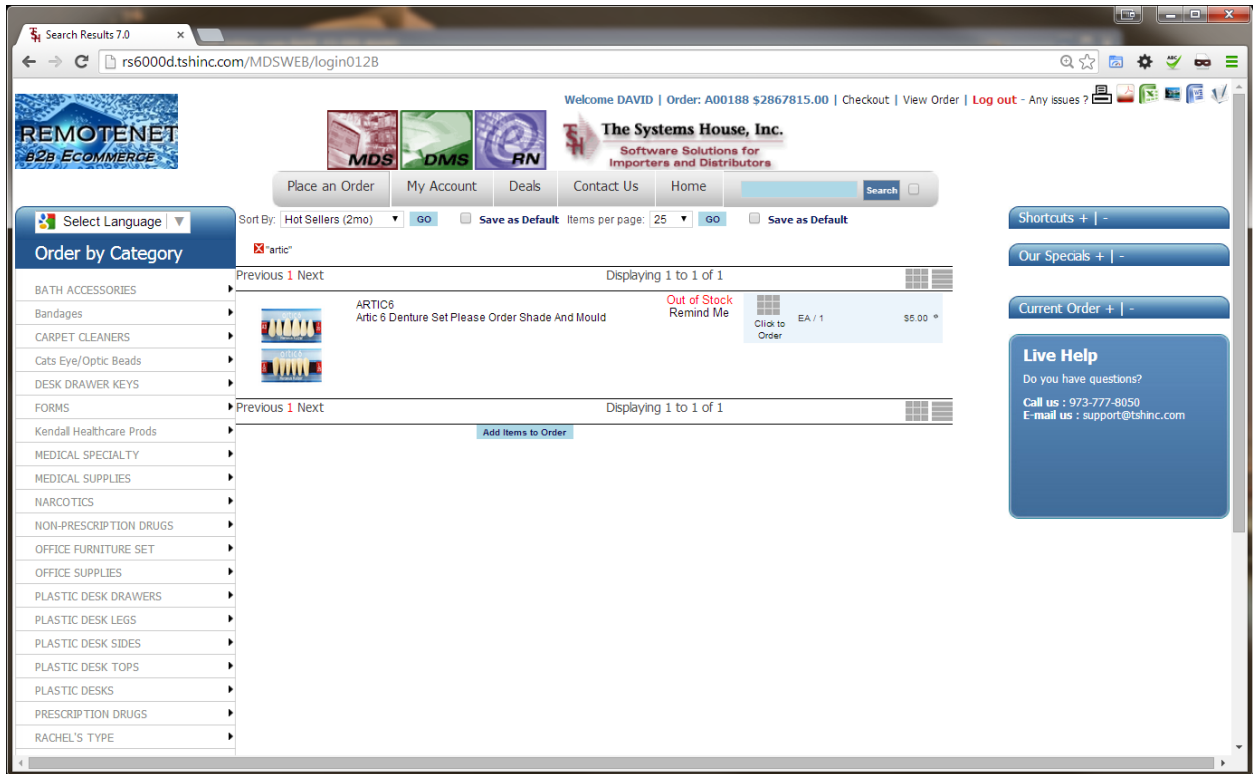 Search Results 7.0
rs6000d.tshinc.com/MDSWEB/login012B
REMOTENET
B2B ECOMMERCE
MDS
DMS
RN
Welcome DAVID | Order: A00188 $2867815.00 | Checkout | View Order | Log out - Any issues ?
TSH
The Systems House, Inc.
Software Solutions for
Importers and Distributors
Place an Order My Account Deals Contact Us Home Search
Select Language ▼
Sort By: Hot Sellers (2mo) GO Save as Default Items per page: 25 GO Save as Default
Order by Category
BATH ACCESSORIES
Bandages
CARPET CLEANERS
Cats Eye/Optic Beads
DESK DRAWER KEYS
FORMS
Kendall Healthcare Prods
MEDICAL SPECIALTY
MEDICAL SUPPLIES
NARCOTICS
NON-PRESCRIPTION DRUGS
OFFICE FURNITURE SET
OFFICE SUPPLIES
PLASTIC DESK DRAWERS
PLASTIC DESK LEGS
PLASTIC DESK SIDES
PLASTIC DESK TOPS
PLASTIC DESKS
PRESCRIPTION DRUGS
RACHEL'S TYPE
"artic"
Previous 1 Next Displaying 1 to 1 of 1
ARTIC6
Artic 6 Denture Set Please Order Shade And Mould
Out of Stock
Remind Me
Click to
Order
EA / 1 $5.00 *
Previous 1 Next Displaying 1 to 1 of 1
Add Items to Order
Shortcuts + | -
Our Specials + | -
Current Order + | -
Live Help
Do you have questions?
Call us : 973-777-8050
E-mail us : support@tshinc.com